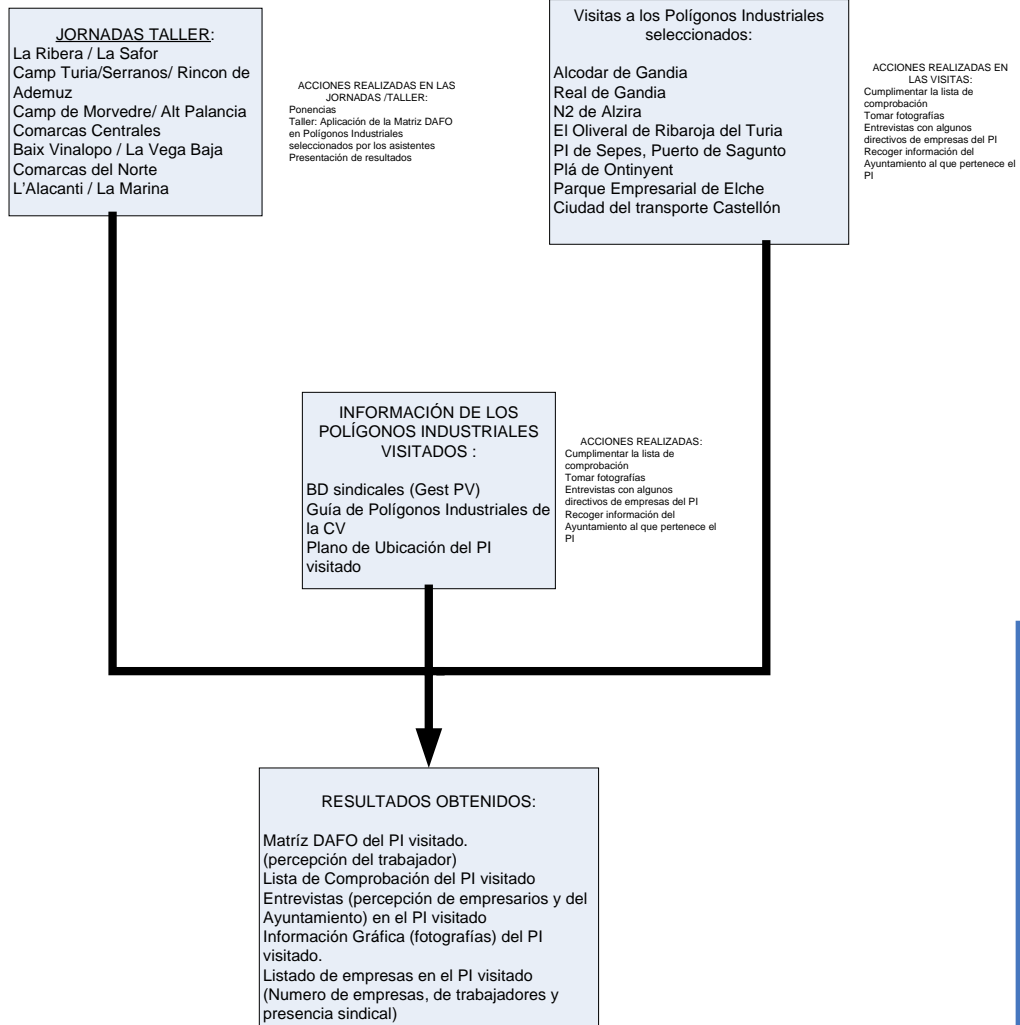 JORNADAS TALLER:
La Ribera / La Safor
Camp Turia/Serranos/ Rincon de
Ademuz
Camp de Morvedre/ Alt Palancia
Comarcas Centrales
Baix Vinalopo / La Vega Baja
Comarcas del Norte
L'Alacanti / La Marina
ACCIONES REALIZADAS EN LAS
JORNADAS /TALLER:
Ponencias
Taller: Aplicación de la Matriz DAFO
en Polígonos Industriales
seleccionados por los asistentes
Presentación de resultados
Visitas a los Polígonos Industriales
seleccionados:
Alcodar de Gandia
Real de Gandia
N2 de Alzira
El Oliveral de Ribaroja del Turia
PI de Sepes, Puerto de Sagunto
Plá de Ontinyent
Parque Empresarial de Elche
Ciudad del transporte Castellón
ACCIONES REALIZADAS EN
LAS VISITAS:
Cumplimentar la lista de
comprobación
Tomar fotografías
Entrevistas con algunos
directivos de empresas del PI
Recoger información del
Ayuntamiento al que pertenece el
PI
INFORMACIÓN DE LOS
POLÍGONOS INDUSTRIALES
VISITADOS :
BD sindicales (Gest PV)
Guía de Polígonos Industriales de
la CV
Plano de Ubicación del PI
visitado
ACCIONES REALIZADAS:
Cumplimentar la lista de
comprobación
Tomar fotografías
Entrevistas con algunos
directivos de empresas del PI
Recoger información del
Ayuntamiento al que pertenece el
PI
RESULTADOS OBTENIDOS:
Matríz DAFO del PI visitado.
(percepción del trabajador)
Lista de Comprobación del PI visitado
Entrevistas (percepción de empresarios y del
Ayuntamiento) en el PI visitado
Información Gráfica (fotografías) del PI
visitado.
Listado de empresas en el PI visitado
(Numero de empresas, de trabajadores y
presencia sindical)